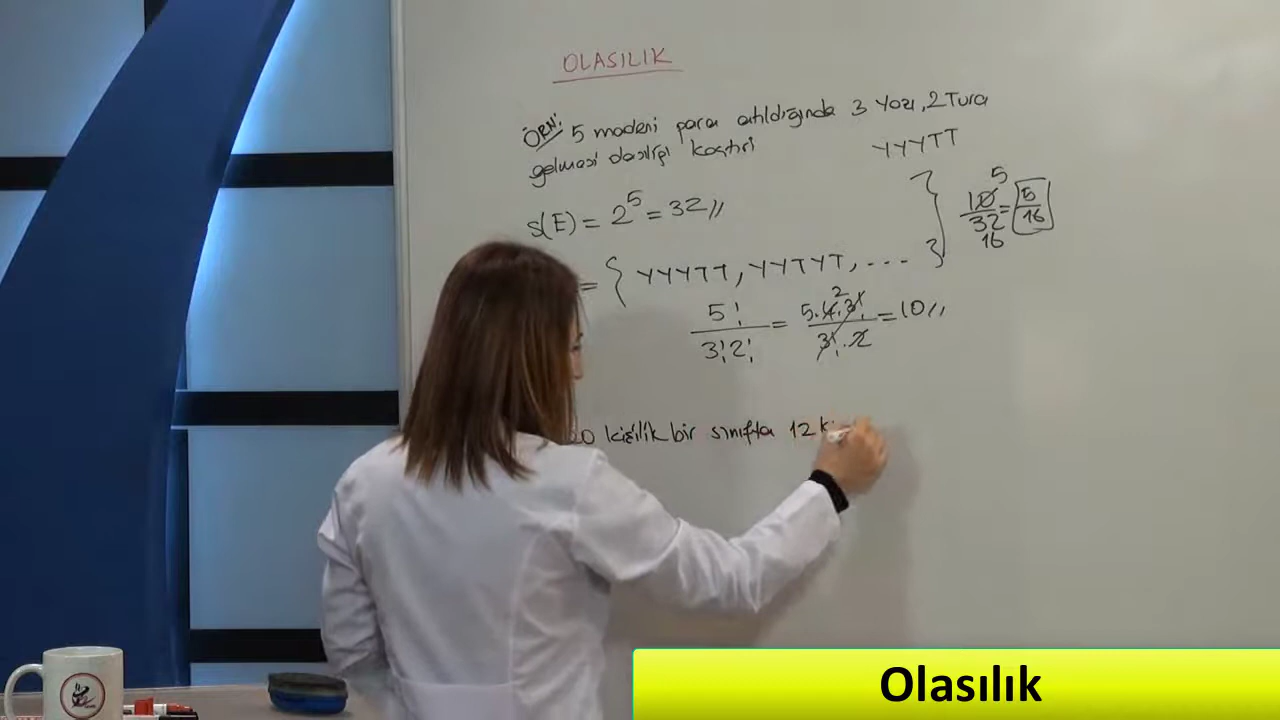 OLASILIK
ÖRN: 5 madeni para atıldığında 3 Yazı, 2 Tura
gelmesi olasılığı kaçtır?
YYYTT
s(E) = 2^5 = 32//
= { YYYTT, YYTYT, ... }
10/32 = 5/16
5
16
5!/3!2! = 5.4.3!/3!.2 = 10//
2
20 kişilik bir sınıfta 12 K
Olasılık